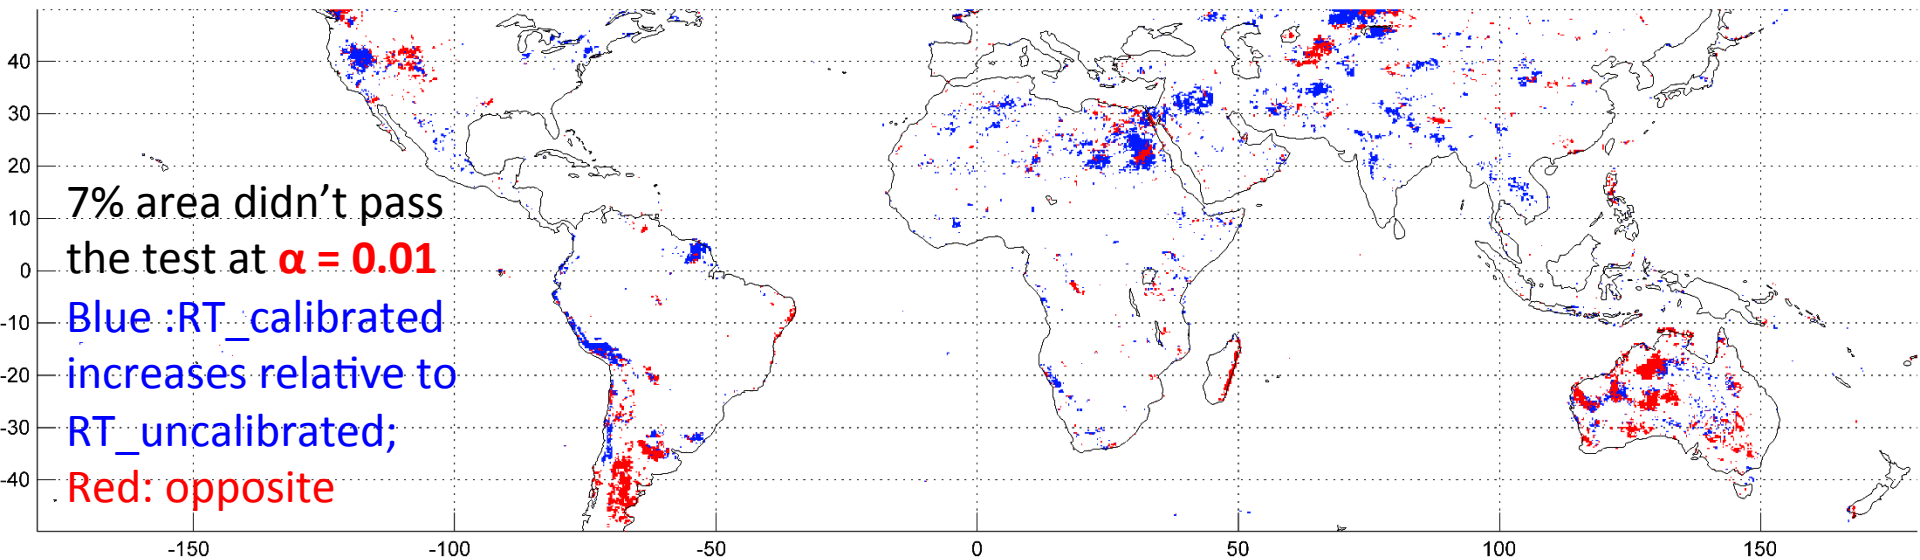 40
30
20
10
0
-10
-20
-30
-40
7% area didn’t pass
the test at α = 0.01
Blue :RT_calibrated
increases relative to
RT_uncalibrated;
Red: opposite
-150 -100 -50 0 50 100 150